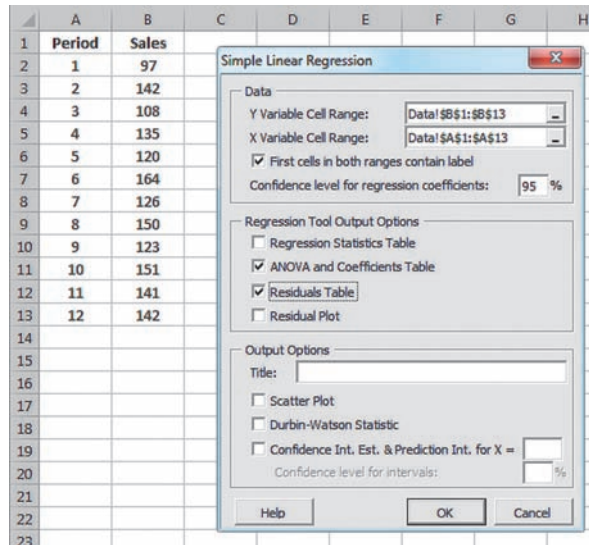 A B C D E F G H
1 Period Sales
2 1 97
3 2 142
4 3 108
5 4 135
6 5 120
7 6 164
8 7 126
9 8 150
10 9 123
11 10 151
12 11 141
13 12 142
14
15
16
17
18
19
20
21
22
23
Simple Linear Regression
Data
Y Variable Cell Range: Data!$B$1:$B$13
X Variable Cell Range: Data!$A$1:$A$13
First cells in both ranges contain label
Confidence level for regression coefficients: 95 %
Regression Tool Output Options
Regression Statistics Table
ANOVA and Coefficients Table
Residuals Table
Residual Plot
Output Options
Title:
Scatter Plot
Durbin-Watson Statistic
Confidence Int. Est. & Prediction Int. for X =
Confidence level for intervals: %
Help OK Cancel